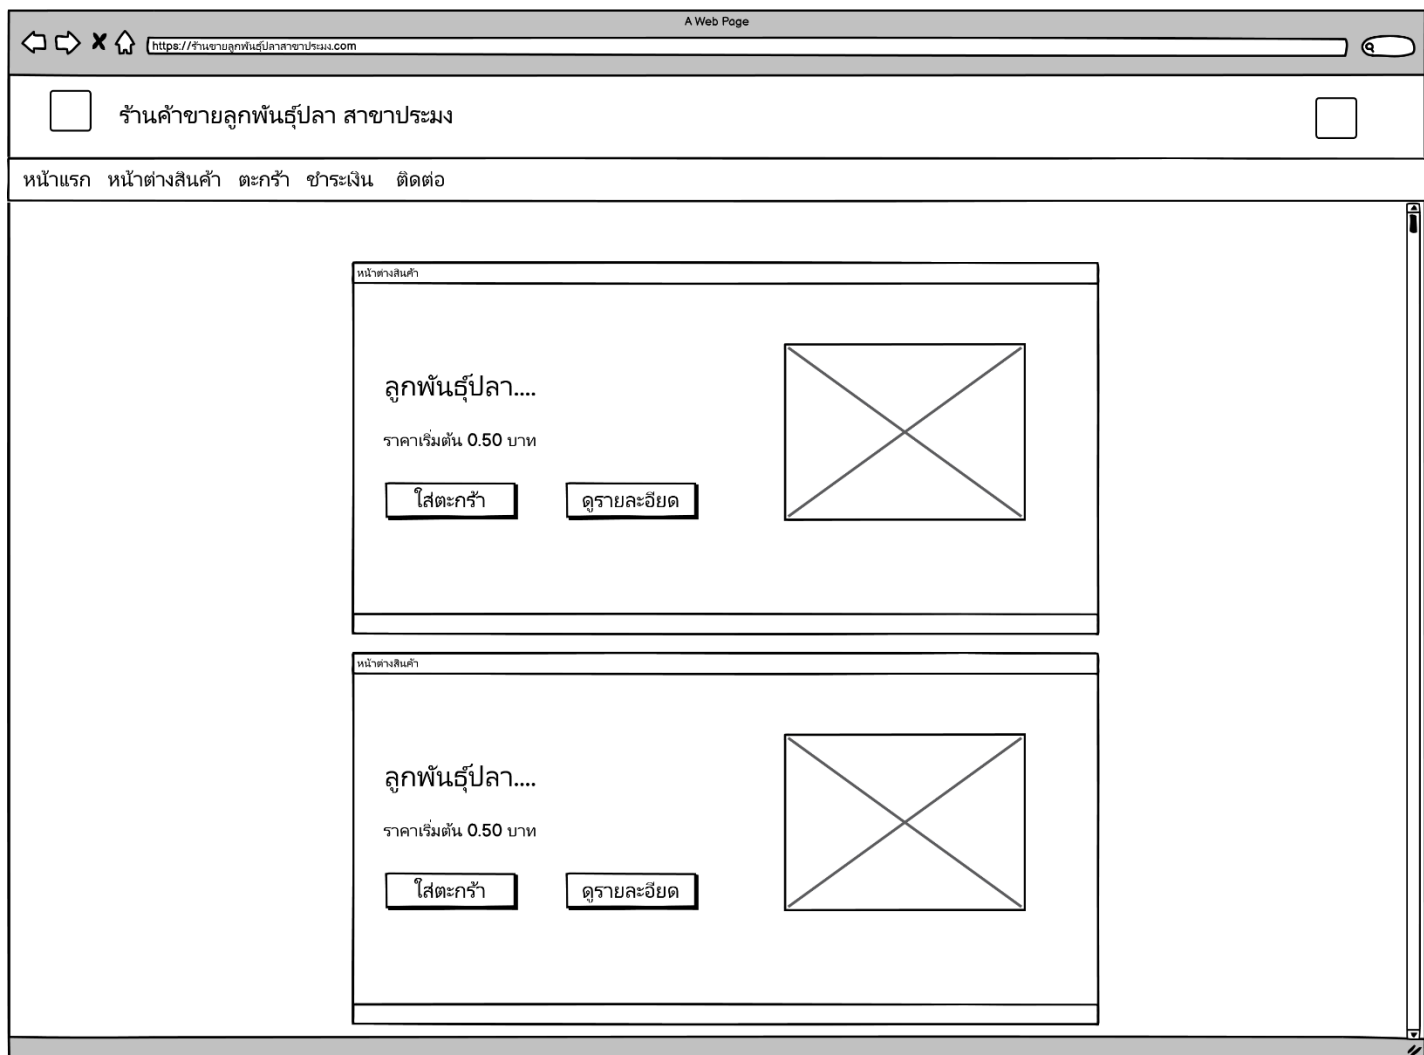 A Web Page
https://ร้านขายลูกพันธุ์ปลาสาขาประมง.com
ร้านค้าขายลูกพันธุ์ปลา สาขาประมง
หน้าแรก หน้าต่างสินค้า ตะกร้า ชำระเงิน ติดต่อ
หน้าต่างสินค้า
ลูกพันธุ์ปลา....
ราคาเริ่มต้น 0.50 บาท
ใส่ตะกร้า ดูรายละอียด
หน้าต่างสินค้า
ลูกพันธุ์ปลา....
ราคาเริ่มต้น 0.50 บาท
ใส่ตะกร้า ดูรายละอียด